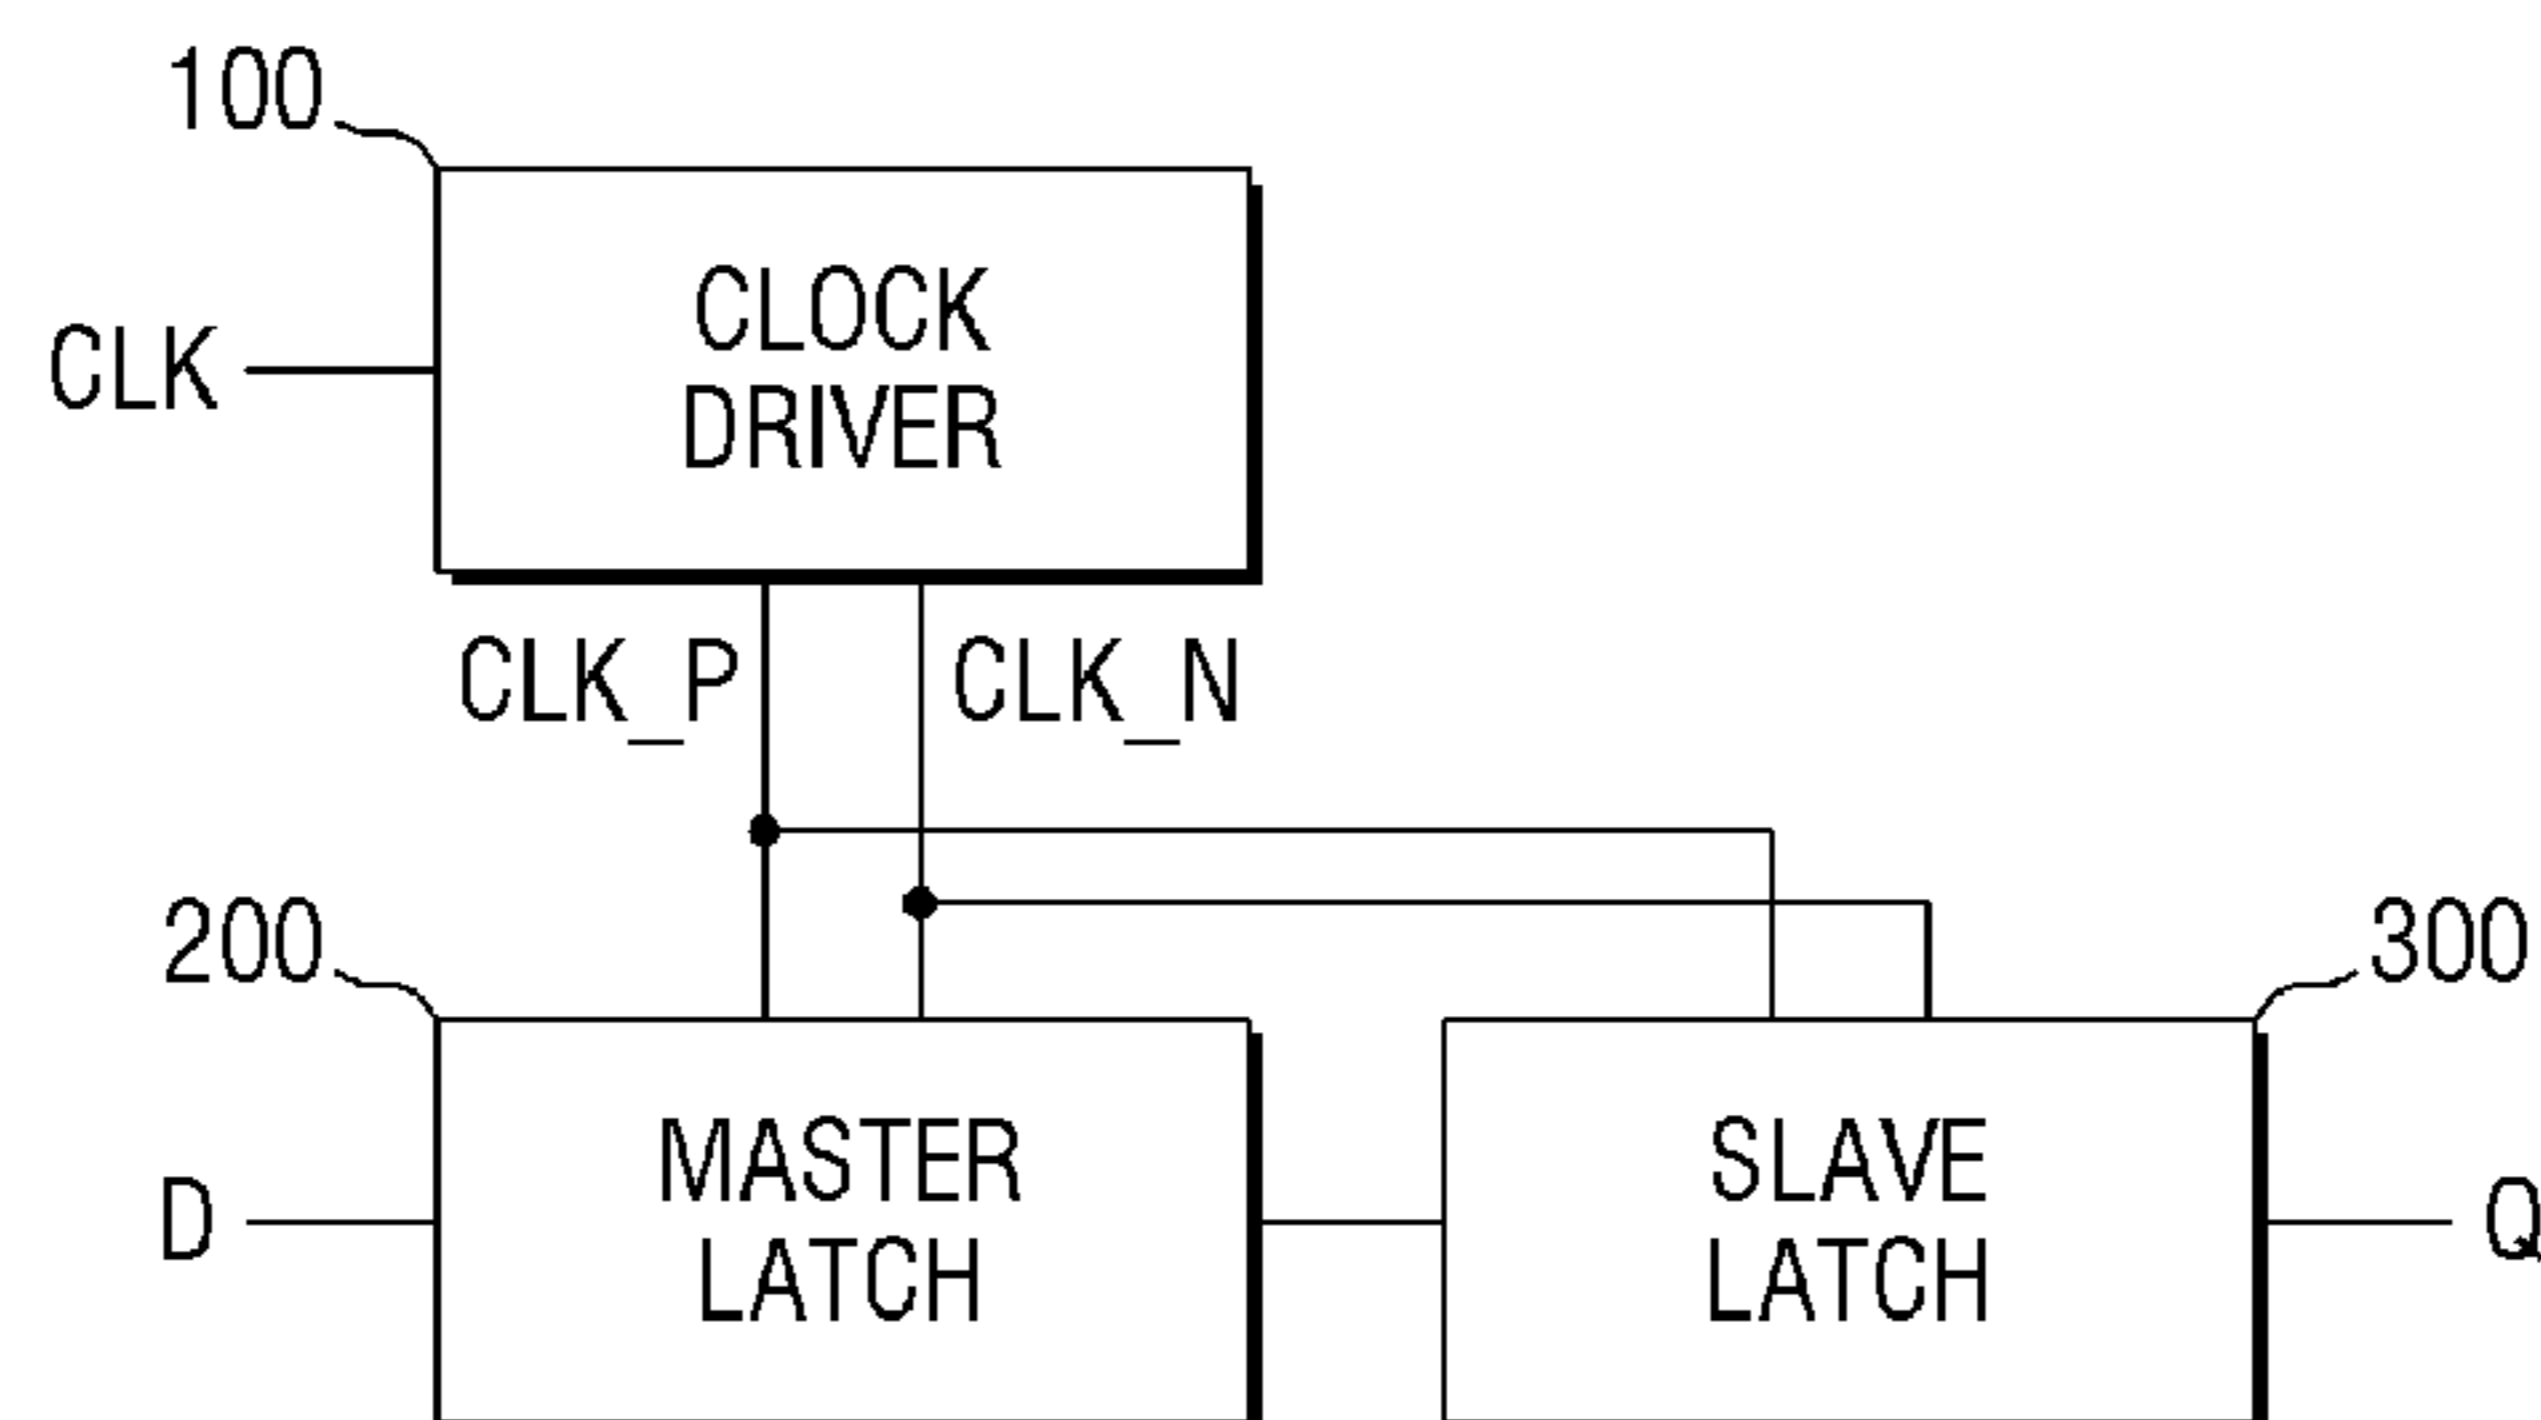 100
CLOCK
DRIVER
CLK
CLK_P
CLK_N
200
300
MASTER
LATCH
SLAVE
LATCH
D
Q